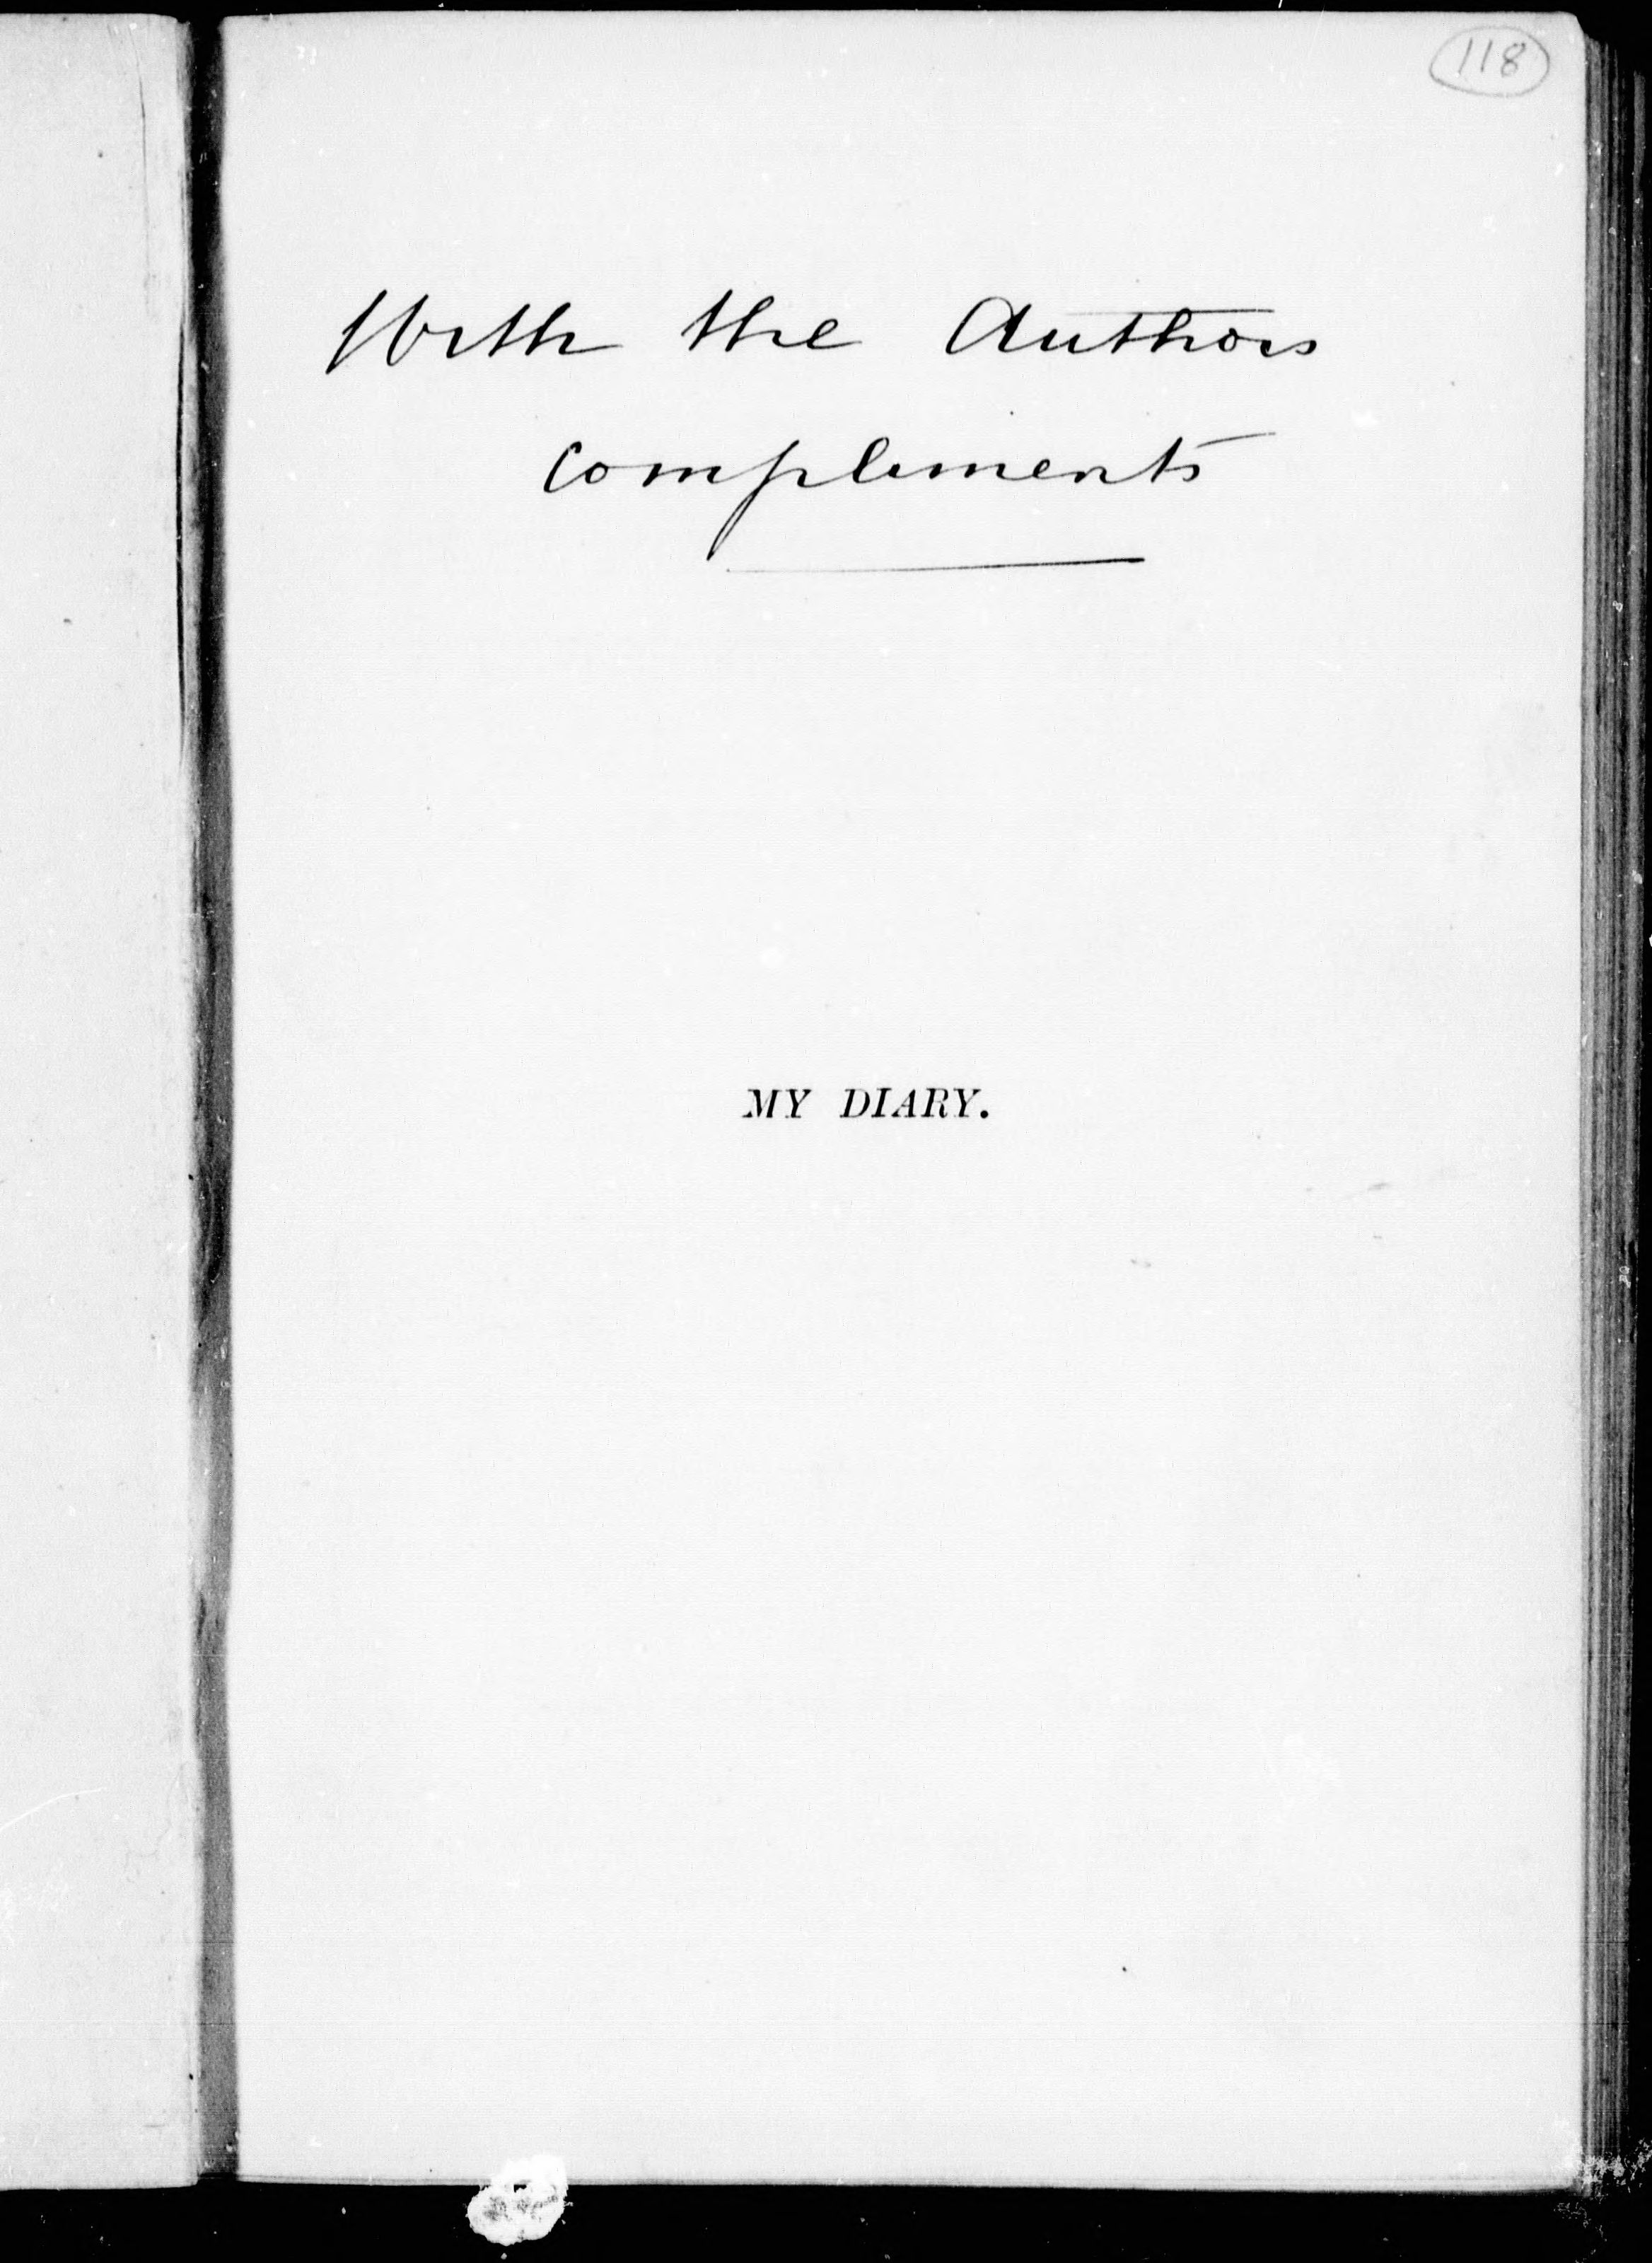 118
With the Authors
compliments
MY DIARY.